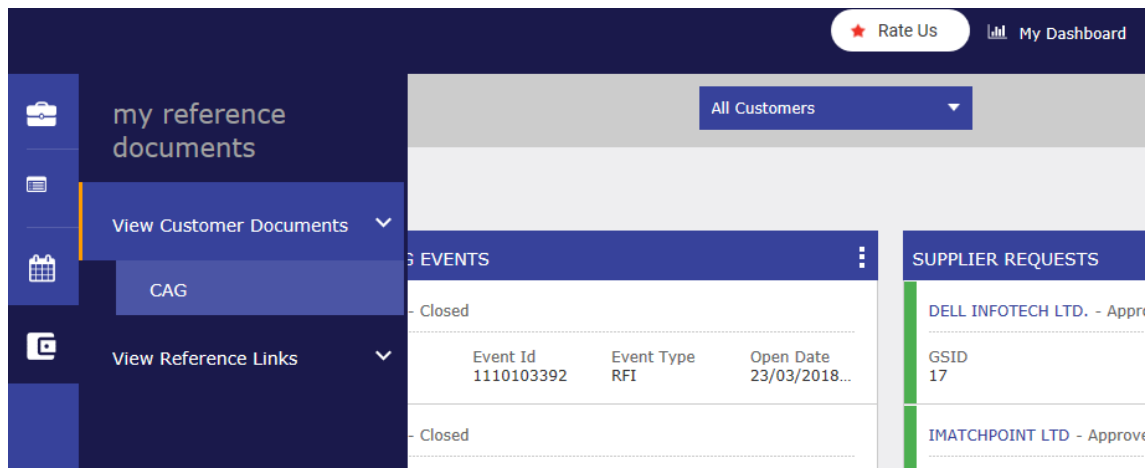 Rate Us
My Dashboard
my reference
documents
All Customers
View Customer Documents
CAG
View Reference Links
EVENTS
- Closed
Event Id
Event Type
Open Date
1110103392
RFI
23/03/2018...
- Closed
SUPPLIER REQUESTS
DELL INFOTECH LTD. - Appro
GSID
17
IMATCHPOINT LTD - Approve